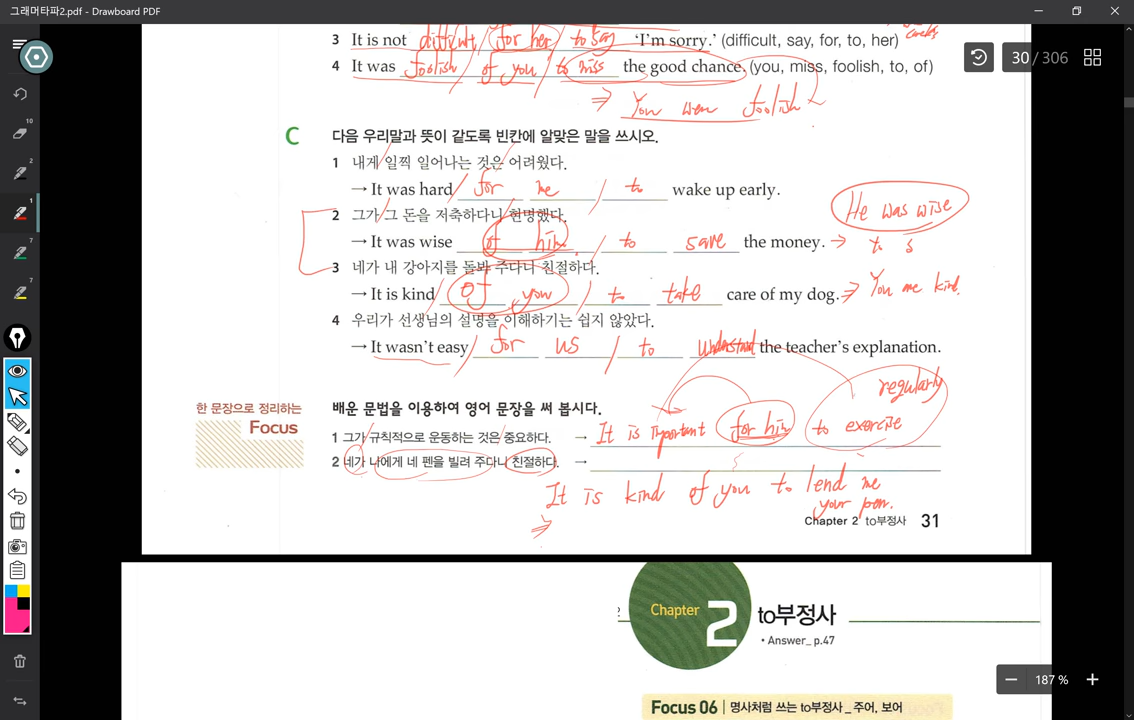 그래머타파2.pdf - Drawboard PDF
3 It is not difficult / for her / to say 'I'm sorry.' (difficult, say, for, to, her)
4 It was foolish / of you / to miss the good chance. (you, miss, foolish, to, of)
⇒ You were foolish ~
30 / 306
C 다음 우리말과 뜻이 같도록 빈칸에 알맞은 말을 쓰시오.
1 내게 일찍 일어나는 것은 어려웠다.
→ It was hard / for me / to wake up early.
He was wise
2 그가 그 돈을 저축하다니 현명했다.
→ It was wise of him / to save the money. → to s
3 네가 내 강아지를 돌봐 주다니 친절하다.
→ It is kind / of you / to take care of my dog. ⇒ You are kind.
4 우리가 선생님의 설명을 이해하기는 쉽지 않았다.
→ It wasn't easy / for us / to understand the teacher's explanation.
regularly
한 문장으로 정리하는
Focus
배운 문법을 이용하여 영어 문장을 써 봅시다.
1 그가 규칙적으로 운동하는 것은 중요하다. → It is important for him to exercise
2 네가 나에게 네 펜을 빌려 주다니 친절하다. →
It is kind of you to lend me
your pen.
⇒
Chapter 2 to부정사 31
Chapter 2 to부정사
• Answer_ p.47
187 %
Focus 06 | 명사처럼 쓰는 to부정사 _ 주어, 보어